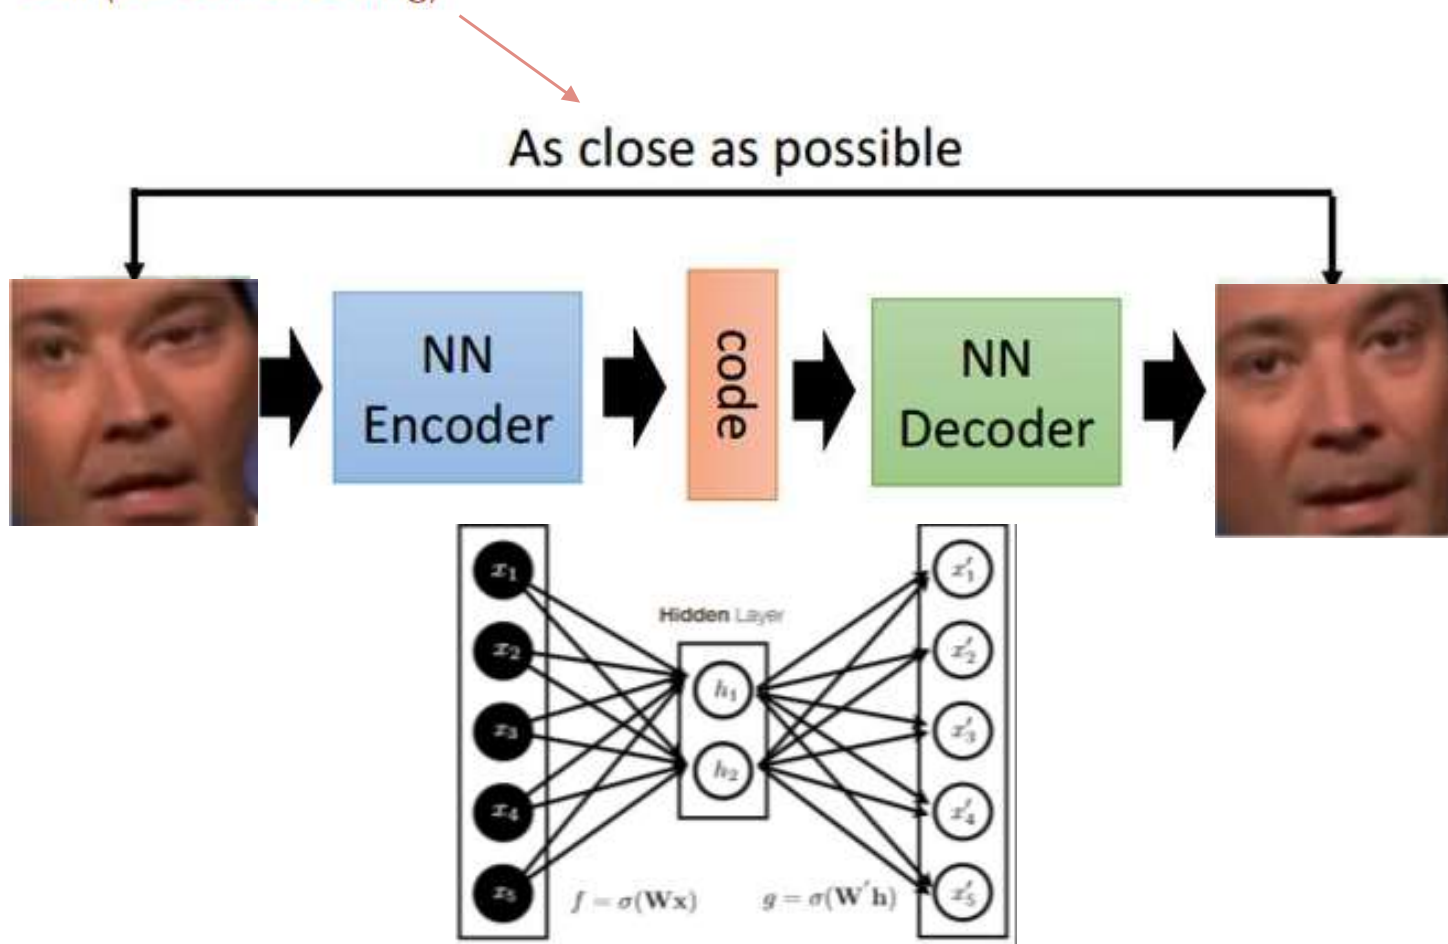 As close as possible
NN
Encoder
code
NN
Decoder
Hidden Layer
x₁
x₂
x₃
x₄
x₅
h₁
h₂
x′₁
x′₂
x′₃
x′₄
x′₅
f = σ(Wx)
g = σ(W′h)